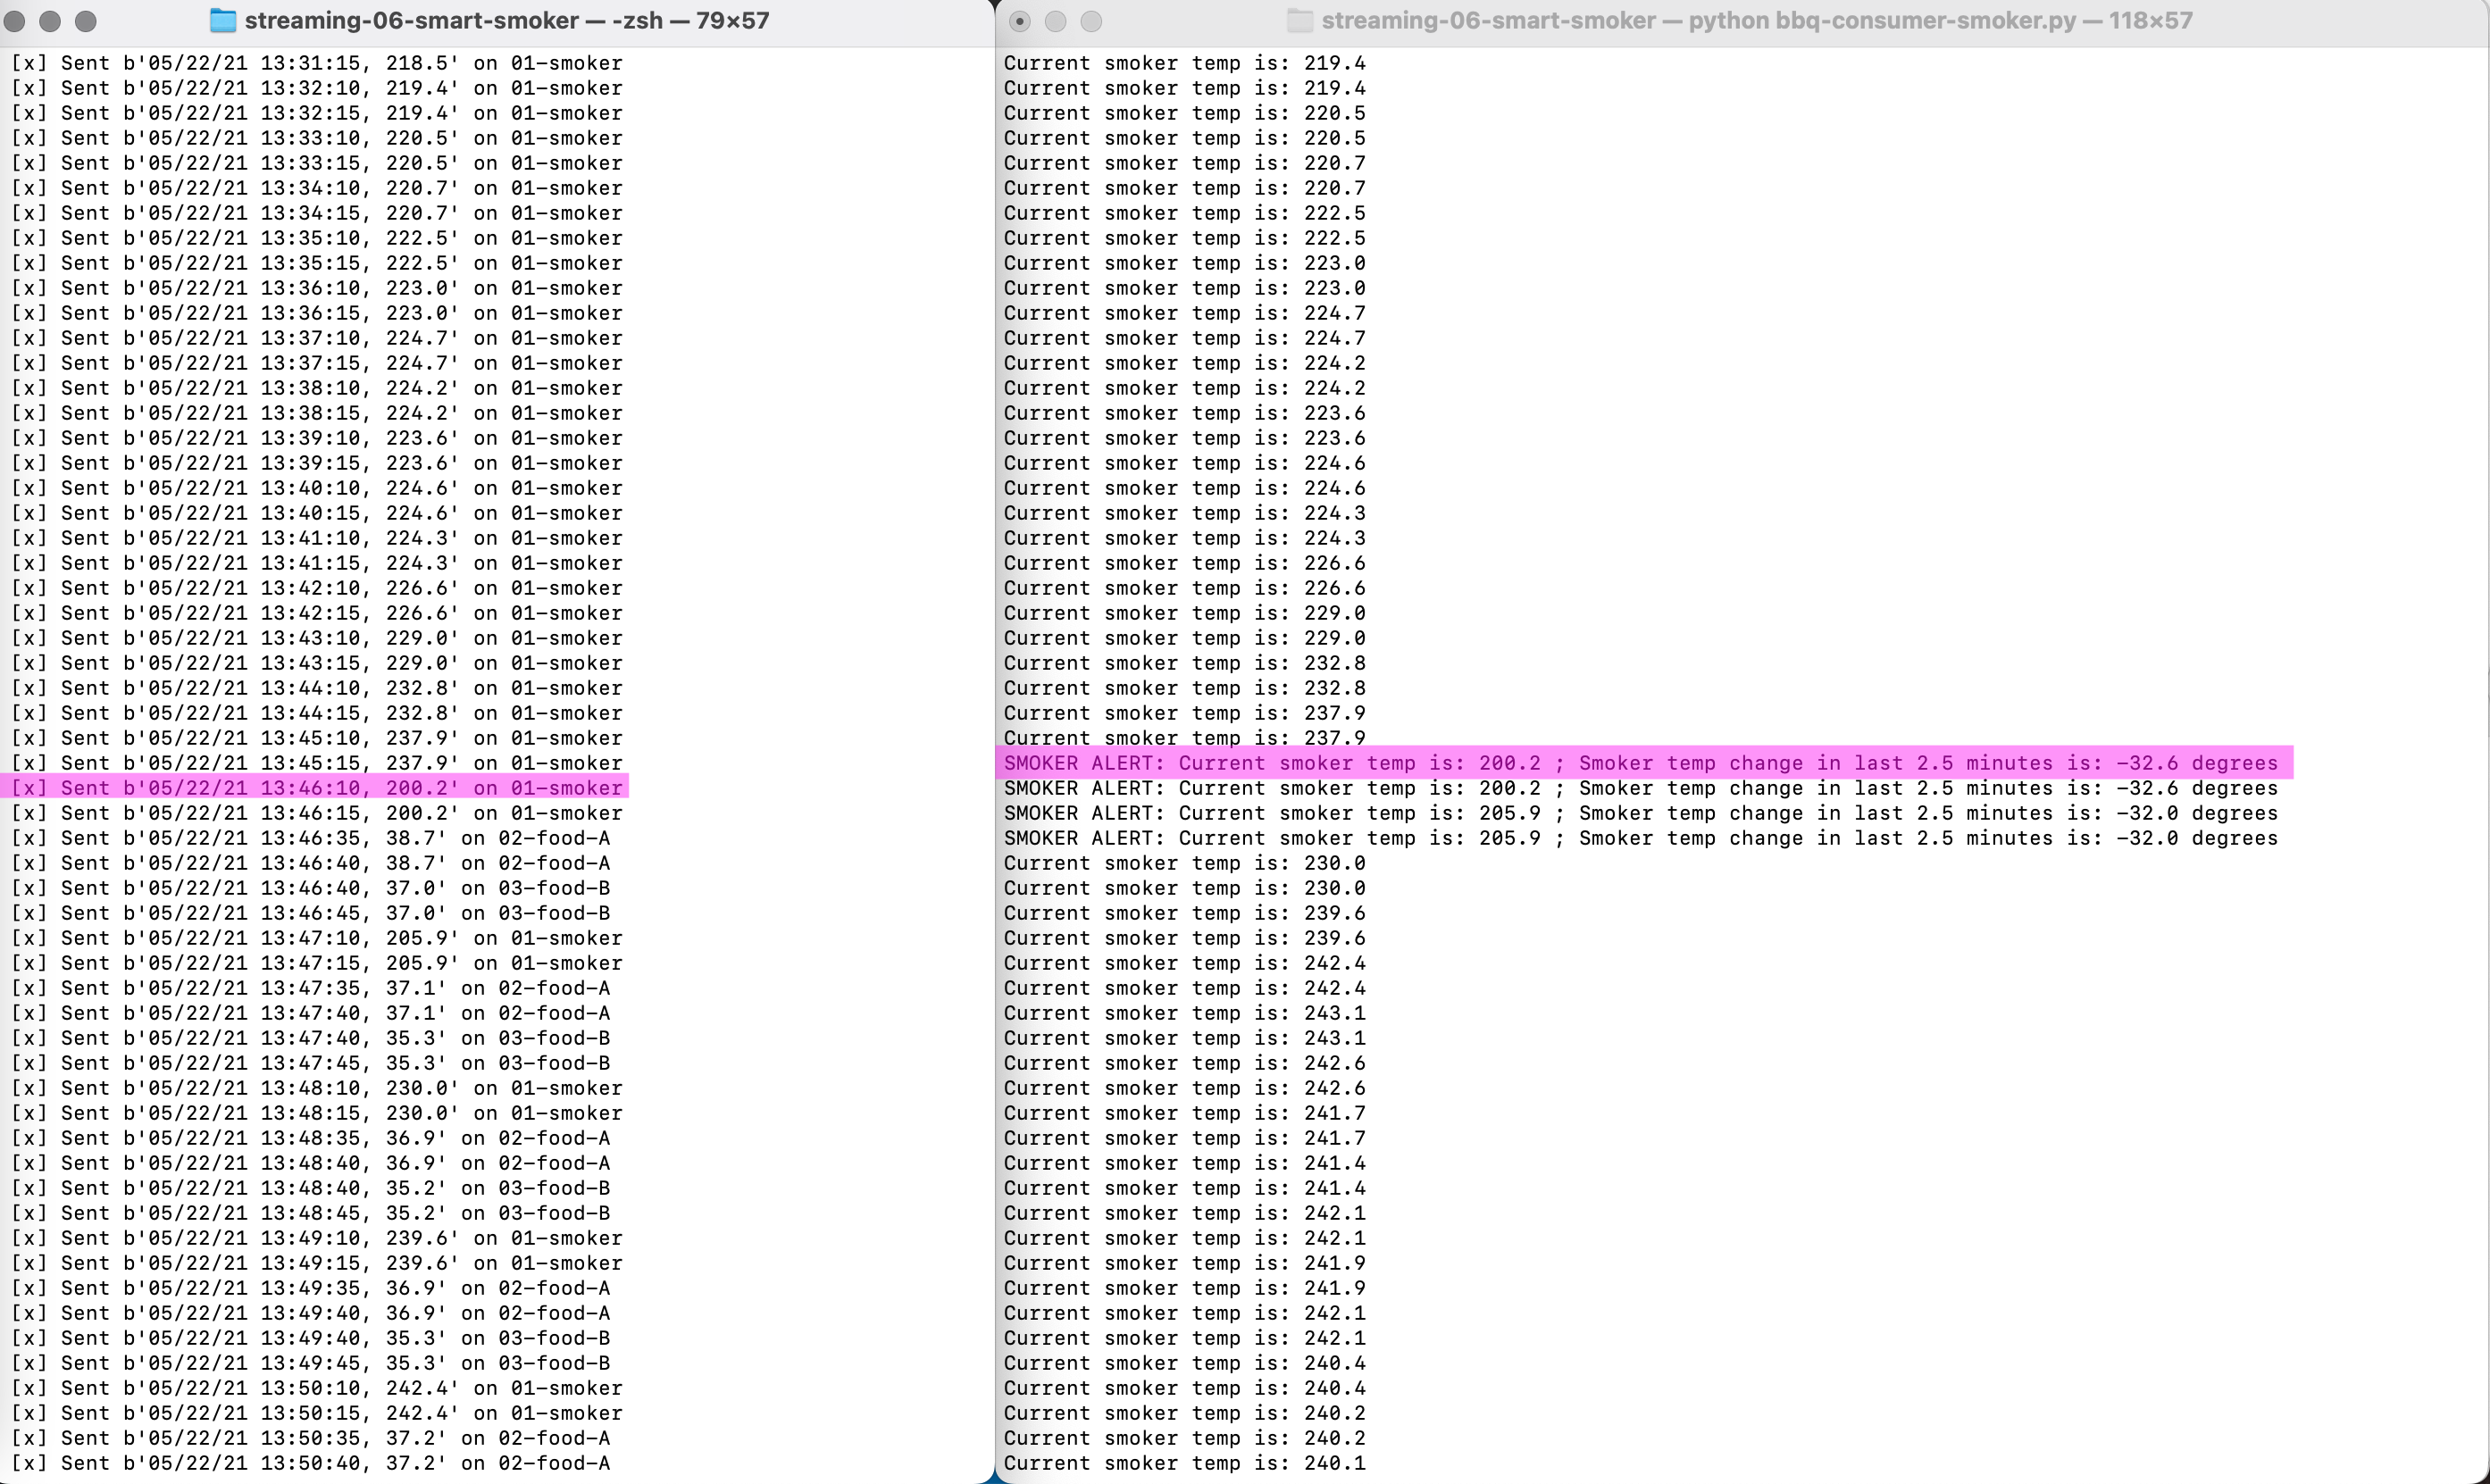 streaming-06-smart-smoker — -zsh — 79×57
[x] Sent b'05/22/21 13:31:15, 218.5' on 01-smoker
[x] Sent b'05/22/21 13:32:10, 219.4' on 01-smoker
[x] Sent b'05/22/21 13:32:15, 219.4' on 01-smoker
[x] Sent b'05/22/21 13:33:10, 220.5' on 01-smoker
[x] Sent b'05/22/21 13:33:15, 220.5' on 01-smoker
[x] Sent b'05/22/21 13:34:10, 220.7' on 01-smoker
[x] Sent b'05/22/21 13:34:15, 220.7' on 01-smoker
[x] Sent b'05/22/21 13:35:10, 222.5' on 01-smoker
[x] Sent b'05/22/21 13:35:15, 222.5' on 01-smoker
[x] Sent b'05/22/21 13:36:10, 223.0' on 01-smoker
[x] Sent b'05/22/21 13:36:15, 223.0' on 01-smoker
[x] Sent b'05/22/21 13:37:10, 224.7' on 01-smoker
[x] Sent b'05/22/21 13:37:15, 224.7' on 01-smoker
[x] Sent b'05/22/21 13:38:10, 224.2' on 01-smoker
[x] Sent b'05/22/21 13:38:15, 224.2' on 01-smoker
[x] Sent b'05/22/21 13:39:10, 223.6' on 01-smoker
[x] Sent b'05/22/21 13:39:15, 223.6' on 01-smoker
[x] Sent b'05/22/21 13:40:10, 224.6' on 01-smoker
[x] Sent b'05/22/21 13:40:15, 224.6' on 01-smoker
[x] Sent b'05/22/21 13:41:10, 224.3' on 01-smoker
[x] Sent b'05/22/21 13:41:15, 224.3' on 01-smoker
[x] Sent b'05/22/21 13:42:10, 226.6' on 01-smoker
[x] Sent b'05/22/21 13:42:15, 226.6' on 01-smoker
[x] Sent b'05/22/21 13:43:10, 229.0' on 01-smoker
[x] Sent b'05/22/21 13:43:15, 229.0' on 01-smoker
[x] Sent b'05/22/21 13:44:10, 232.8' on 01-smoker
[x] Sent b'05/22/21 13:44:15, 232.8' on 01-smoker
[x] Sent b'05/22/21 13:45:10, 237.9' on 01-smoker
[x] Sent b'05/22/21 13:45:15, 237.9' on 01-smoker
[x] Sent b'05/22/21 13:46:10, 200.2' on 01-smoker
[x] Sent b'05/22/21 13:46:15, 200.2' on 01-smoker
[x] Sent b'05/22/21 13:46:35, 38.7' on 02-food-A
[x] Sent b'05/22/21 13:46:40, 38.7' on 02-food-A
[x] Sent b'05/22/21 13:46:40, 37.0' on 03-food-B
[x] Sent b'05/22/21 13:46:45, 37.0' on 03-food-B
[x] Sent b'05/22/21 13:47:10, 205.9' on 01-smoker
[x] Sent b'05/22/21 13:47:15, 205.9' on 01-smoker
[x] Sent b'05/22/21 13:47:35, 37.1' on 02-food-A
[x] Sent b'05/22/21 13:47:40, 37.1' on 02-food-A
[x] Sent b'05/22/21 13:47:40, 35.3' on 03-food-B
[x] Sent b'05/22/21 13:47:45, 35.3' on 03-food-B
[x] Sent b'05/22/21 13:48:10, 230.0' on 01-smoker
[x] Sent b'05/22/21 13:48:15, 230.0' on 01-smoker
[x] Sent b'05/22/21 13:48:35, 36.9' on 02-food-A
[x] Sent b'05/22/21 13:48:40, 36.9' on 02-food-A
[x] Sent b'05/22/21 13:48:40, 35.2' on 03-food-B
[x] Sent b'05/22/21 13:48:45, 35.2' on 03-food-B
[x] Sent b'05/22/21 13:49:10, 239.6' on 01-smoker
[x] Sent b'05/22/21 13:49:15, 239.6' on 01-smoker
[x] Sent b'05/22/21 13:49:35, 36.9' on 02-food-A
[x] Sent b'05/22/21 13:49:40, 36.9' on 02-food-A
[x] Sent b'05/22/21 13:49:40, 35.3' on 03-food-B
[x] Sent b'05/22/21 13:49:45, 35.3' on 03-food-B
[x] Sent b'05/22/21 13:50:10, 242.4' on 01-smoker
[x] Sent b'05/22/21 13:50:15, 242.4' on 01-smoker
[x] Sent b'05/22/21 13:50:35, 37.2' on 02-food-A
[x] Sent b'05/22/21 13:50:40, 37.2' on 02-food-A
streaming-06-smart-smoker — python bbq-consumer-smoker.py — 118×57
Current smoker temp is: 219.4
Current smoker temp is: 219.4
Current smoker temp is: 220.5
Current smoker temp is: 220.5
Current smoker temp is: 220.7
Current smoker temp is: 220.7
Current smoker temp is: 222.5
Current smoker temp is: 222.5
Current smoker temp is: 223.0
Current smoker temp is: 223.0
Current smoker temp is: 224.7
Current smoker temp is: 224.7
Current smoker temp is: 224.2
Current smoker temp is: 224.2
Current smoker temp is: 223.6
Current smoker temp is: 223.6
Current smoker temp is: 224.6
Current smoker temp is: 224.6
Current smoker temp is: 224.3
Current smoker temp is: 224.3
Current smoker temp is: 226.6
Current smoker temp is: 226.6
Current smoker temp is: 229.0
Current smoker temp is: 229.0
Current smoker temp is: 232.8
Current smoker temp is: 232.8
Current smoker temp is: 237.9
Current smoker temp is: 237.9
SMOKER ALERT: Current smoker temp is: 200.2 ; Smoker temp change in last 2.5 minutes is: -32.6 degrees
SMOKER ALERT: Current smoker temp is: 200.2 ; Smoker temp change in last 2.5 minutes is: -32.6 degrees
SMOKER ALERT: Current smoker temp is: 205.9 ; Smoker temp change in last 2.5 minutes is: -32.0 degrees
SMOKER ALERT: Current smoker temp is: 205.9 ; Smoker temp change in last 2.5 minutes is: -32.0 degrees
Current smoker temp is: 230.0
Current smoker temp is: 230.0
Current smoker temp is: 239.6
Current smoker temp is: 239.6
Current smoker temp is: 242.4
Current smoker temp is: 242.4
Current smoker temp is: 243.1
Current smoker temp is: 243.1
Current smoker temp is: 242.6
Current smoker temp is: 242.6
Current smoker temp is: 241.7
Current smoker temp is: 241.7
Current smoker temp is: 241.4
Current smoker temp is: 241.4
Current smoker temp is: 242.1
Current smoker temp is: 242.1
Current smoker temp is: 241.9
Current smoker temp is: 241.9
Current smoker temp is: 242.1
Current smoker temp is: 242.1
Current smoker temp is: 240.4
Current smoker temp is: 240.4
Current smoker temp is: 240.2
Current smoker temp is: 240.2
Current smoker temp is: 240.1